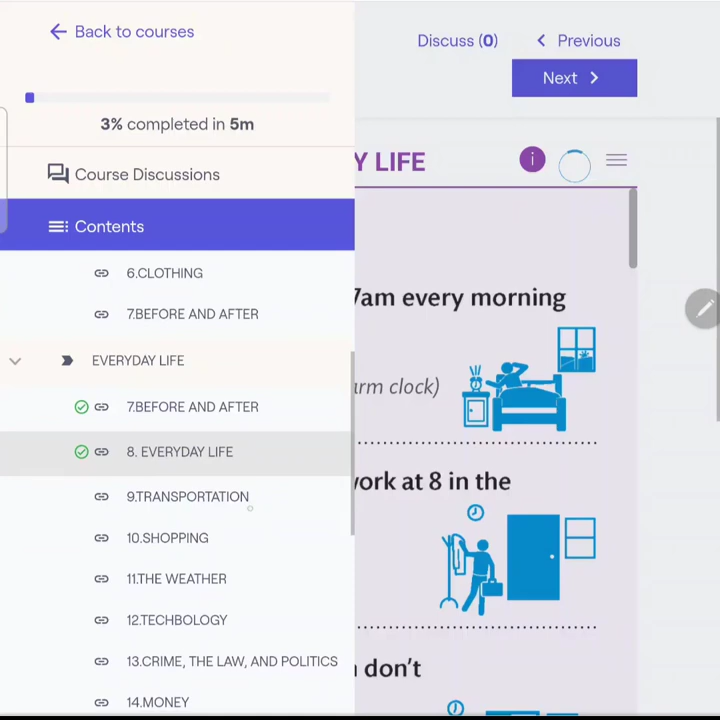 Back to courses
3% completed in 5m
Course Discussions
Contents
6.CLOTHING
7.BEFORE AND AFTER
EVERYDAY LIFE
7.BEFORE AND AFTER
8. EVERYDAY LIFE
9.TRANSPORTATION
10.SHOPPING
11.THE WEATHER
12.TECHBOLOGY
13.CRIME, THE LAW, AND POLITICS
14.MONEY
Discuss (0)
Previous
Next
Y LIFE
i
7am every morning
arm clock)
work at 8 in the
don't